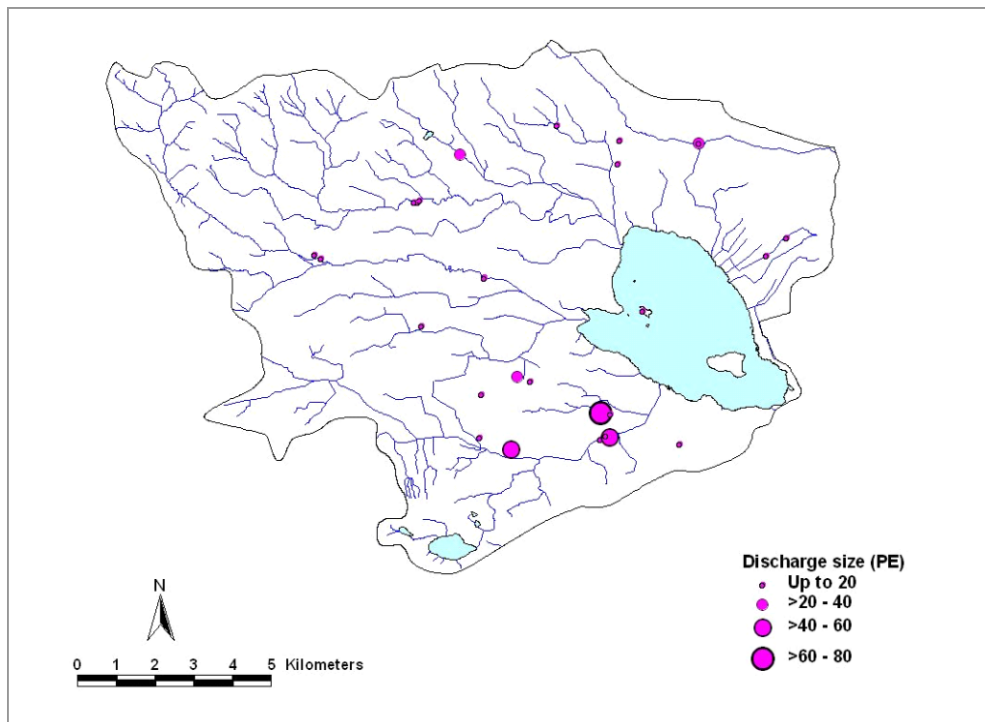 Discharge size (PE)
Up to 20
>20 - 40
>40 - 60
>60 - 80
N
0 1 2 3 4 5 Kilometers